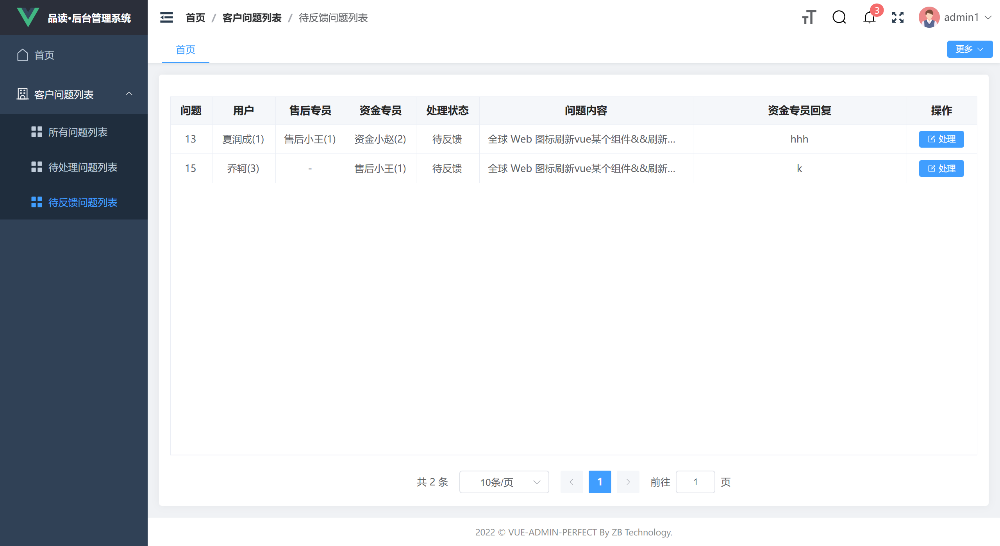 品读•后台管理系统
首页
客户问题列表
所有问题列表
待处理问题列表
待反馈问题列表
首页 / 客户问题列表 / 待反馈问题列表
3
admin1
首页
更多
问题 用户 售后专员 资金专员 处理状态 问题内容 资金专员回复 操作
13 夏润成(1) 售后小王(1) 资金小赵(2) 待反馈 全球 Web 图标刷新vue某个组件&&刷新... hhh 处理
15 乔轲(3) - 售后小王(1) 待反馈 全球 Web 图标刷新vue某个组件&&刷新... k 处理
共 2 条 10条/页 1 前往 1 页
2022 © VUE-ADMIN-PERFECT By ZB Technology.